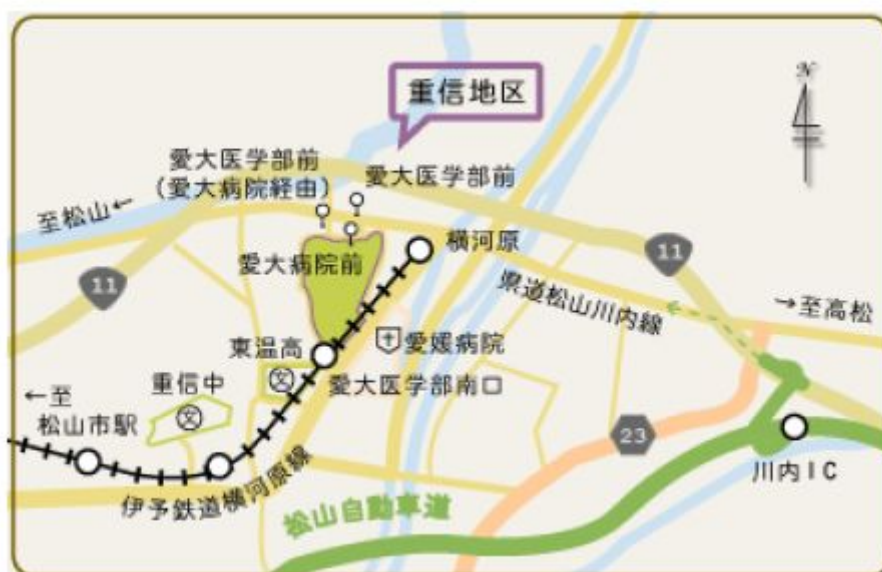 重信地区
N
愛大医学部前
(愛大病院経由)
愛大医学部前
至松山←
横河原
愛大病院前
11
11
県道松山川内線
→至高松
東温高
愛媛病院
文
愛大医学部南口
重信中
文
←至
松山市駅
23
伊予鉄道横河原線
川内IC
松山自動車道